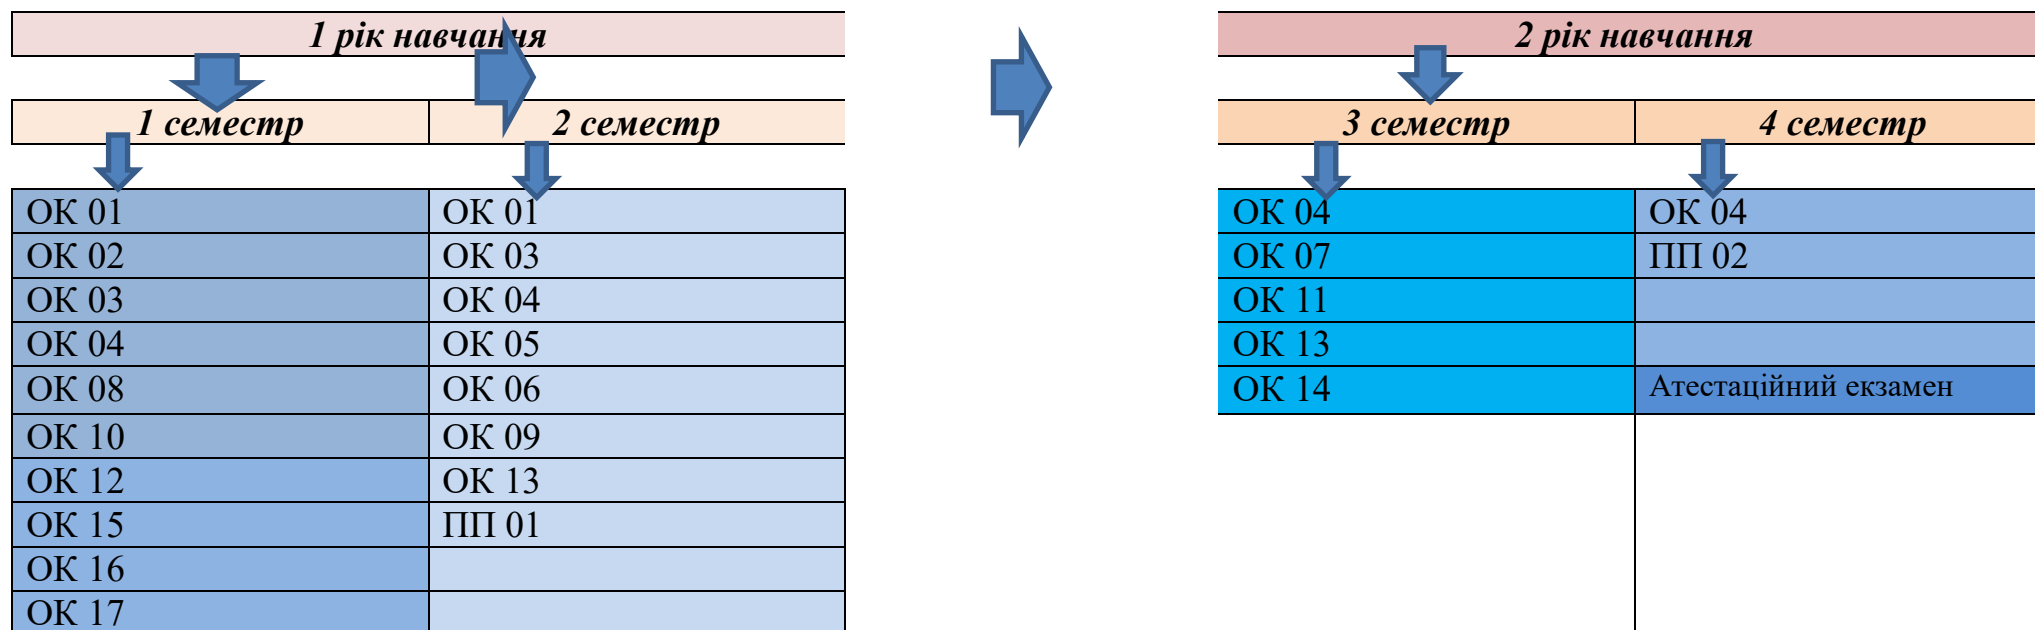 1 рік навчання
2 рік навчання
1 семестр
2 семестр
3 семестр
4 семестр
ОК 01
ОК 01
ОК 04
ОК 04
ОК 02
ОК 03
ОК 07
ПП 02
ОК 03
ОК 04
ОК 11
ОК 04
ОК 05
ОК 13
ОК 08
ОК 06
ОК 14
Атестаційний екзамен
ОК 10
ОК 09
ОК 12
ОК 13
ОК 15
ПП 01
ОК 16
ОК 17